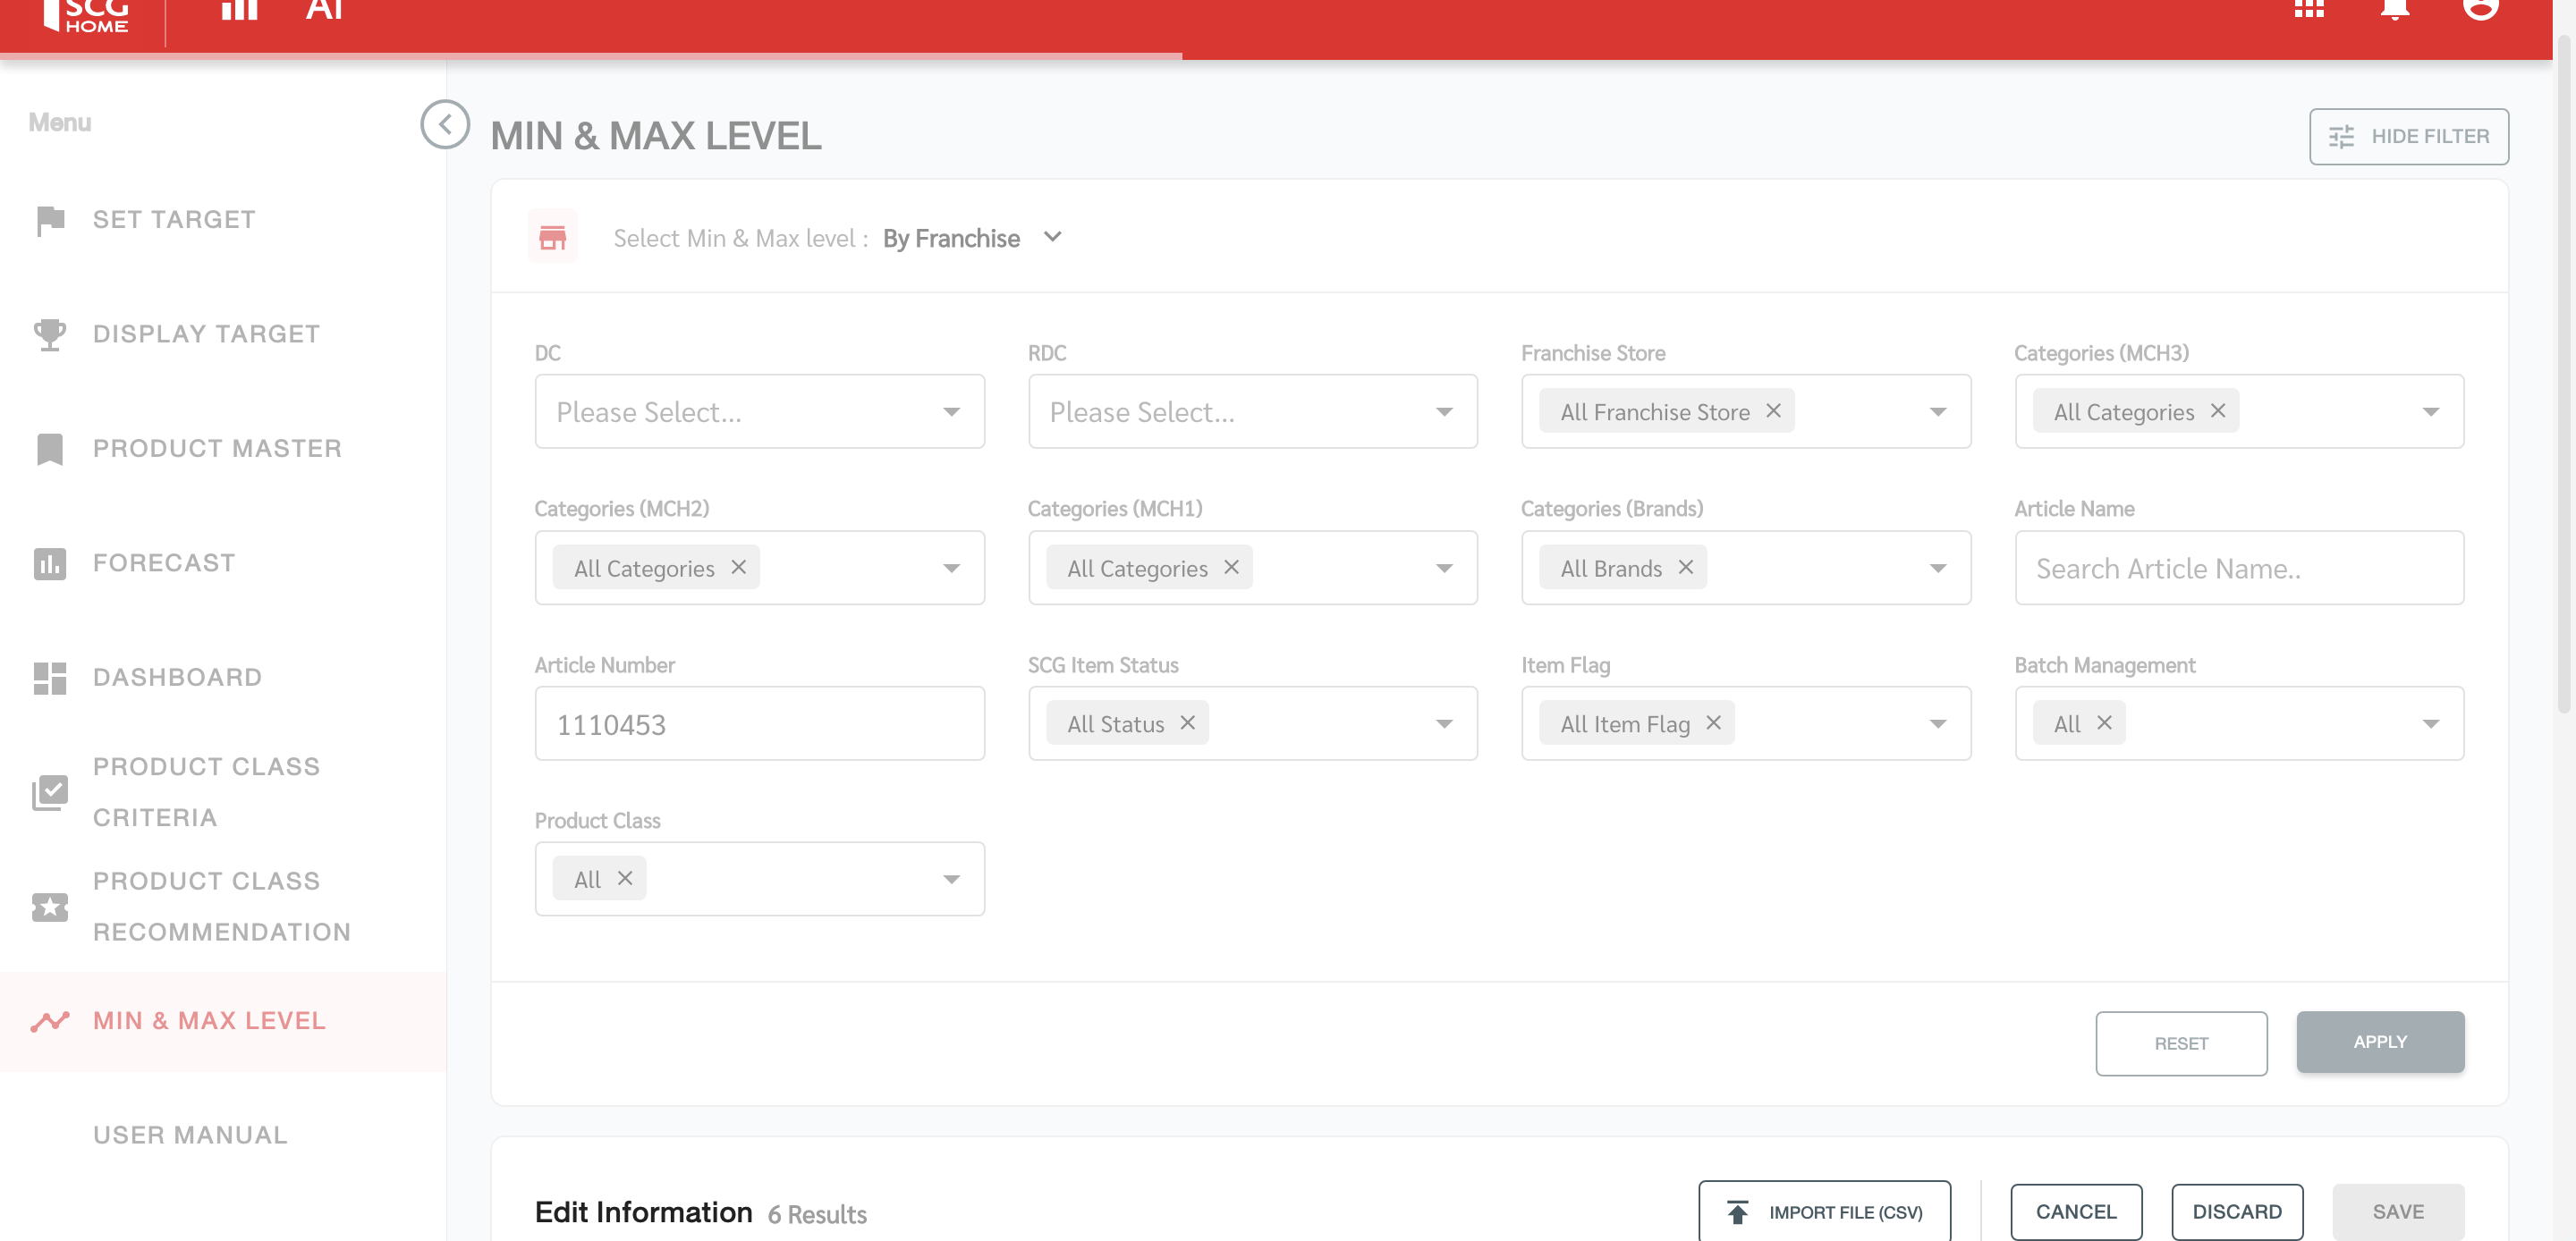 SCG
HOME
AI
Menu
MIN & MAX LEVEL
HIDE FILTER
SET TARGET
DISPLAY TARGET
PRODUCT MASTER
FORECAST
DASHBOARD
PRODUCT CLASS
CRITERIA
PRODUCT CLASS
RECOMMENDATION
MIN & MAX LEVEL
USER MANUAL
Select Min & Max level : By Franchise
DC
Please Select...
RDC
Please Select...
Franchise Store
All Franchise Store
Categories (MCH3)
All Categories
Categories (MCH2)
All Categories
Categories (MCH1)
All Categories
Categories (Brands)
All Brands
Article Name
Search Article Name..
Article Number
1110453
SCG Item Status
All Status
Item Flag
All Item Flag
Batch Management
All
Product Class
All
RESET
APPLY
Edit Information 6 Results
IMPORT FILE (CSV)
CANCEL
DISCARD
SAVE